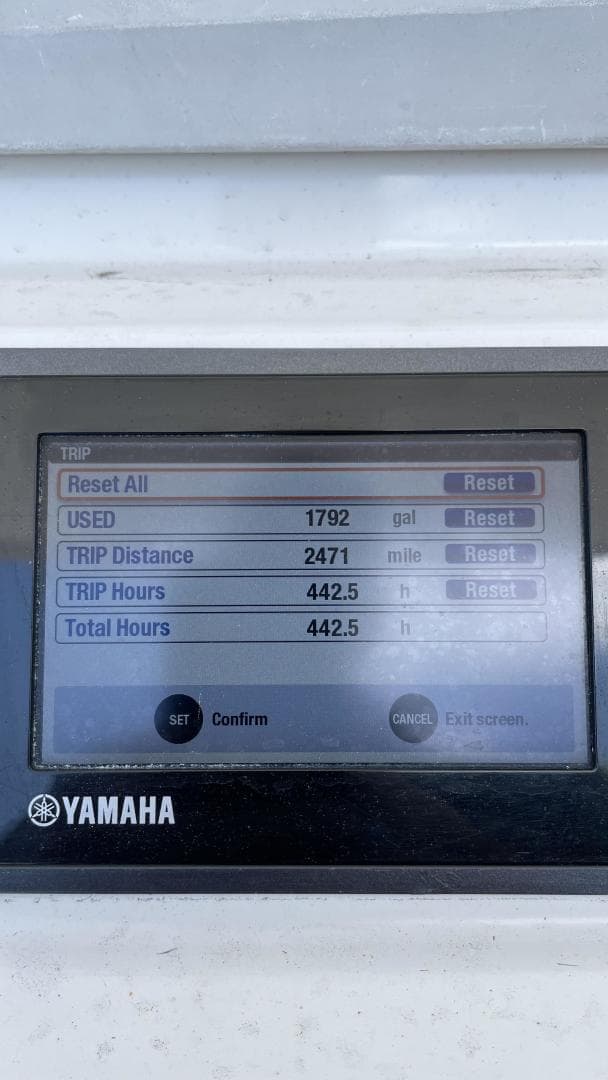 TRIP
Reset All Reset
USED 1792 gal Reset
TRIP Distance 2471 mile Reset
TRIP Hours 442.5 h Reset
Total Hours 442.5 h
SET Confirm CANCEL Exit screen.
YAMAHA